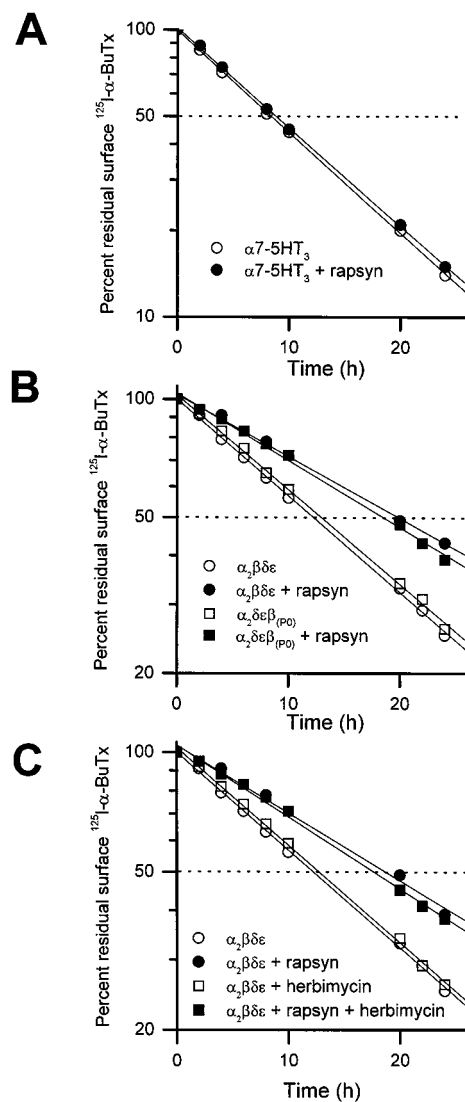 A
Percent residual surface ¹²⁵I-α-BuTx
100
50
10
α7-5HT₃
α7-5HT₃ + rapsyn
0 10 20
Time (h)
B
Percent residual surface ¹²⁵I-α-BuTx
100
50
20
α₂βδε
α₂βδε + rapsyn
α₂δεβ₍P0₎
α₂δεβ₍P0₎ + rapsyn
0 10 20
Time (h)
C
Percent residual surface ¹²⁵I-α-BuTx
100
50
20
α₂βδε
α₂βδε + rapsyn
α₂βδε + herbimycin
α₂βδε + rapsyn + herbimycin
0 10 20
Time (h)